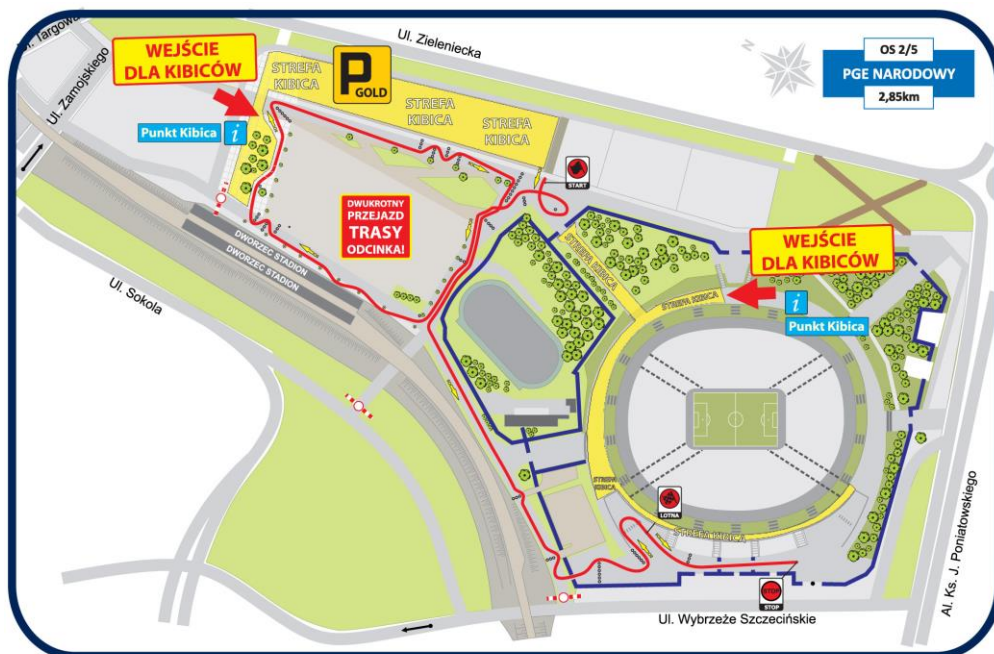 Ul. Targowa
Ul. Zamojskiego
WEJŚCIE
DLA KIBICÓW
Punkt Kibica i
STREFA
KIBICA
P
GOLD
STREFA
KIBICA
STREFA
KIBICA
Ul. Zieleniecka
N
OS 2/5
PGE NARODOWY
2,85km
START
DWUKROTNY
PRZEJAZD
TRASY
ODCINKA!
DWORZEC STADION
DWORZEC STADION
Ul. Sokola
STREFA KIBICA
WEJŚCIE
DLA KIBICÓW
i
Punkt Kibica
STREFA KIBICA
STREFA
KIBICA
LOTNA
STREFA KIBICA
STOP
STOP
Ul. Wybrzeże Szczecińskie
Al. Ks. J. Poniatowskiego